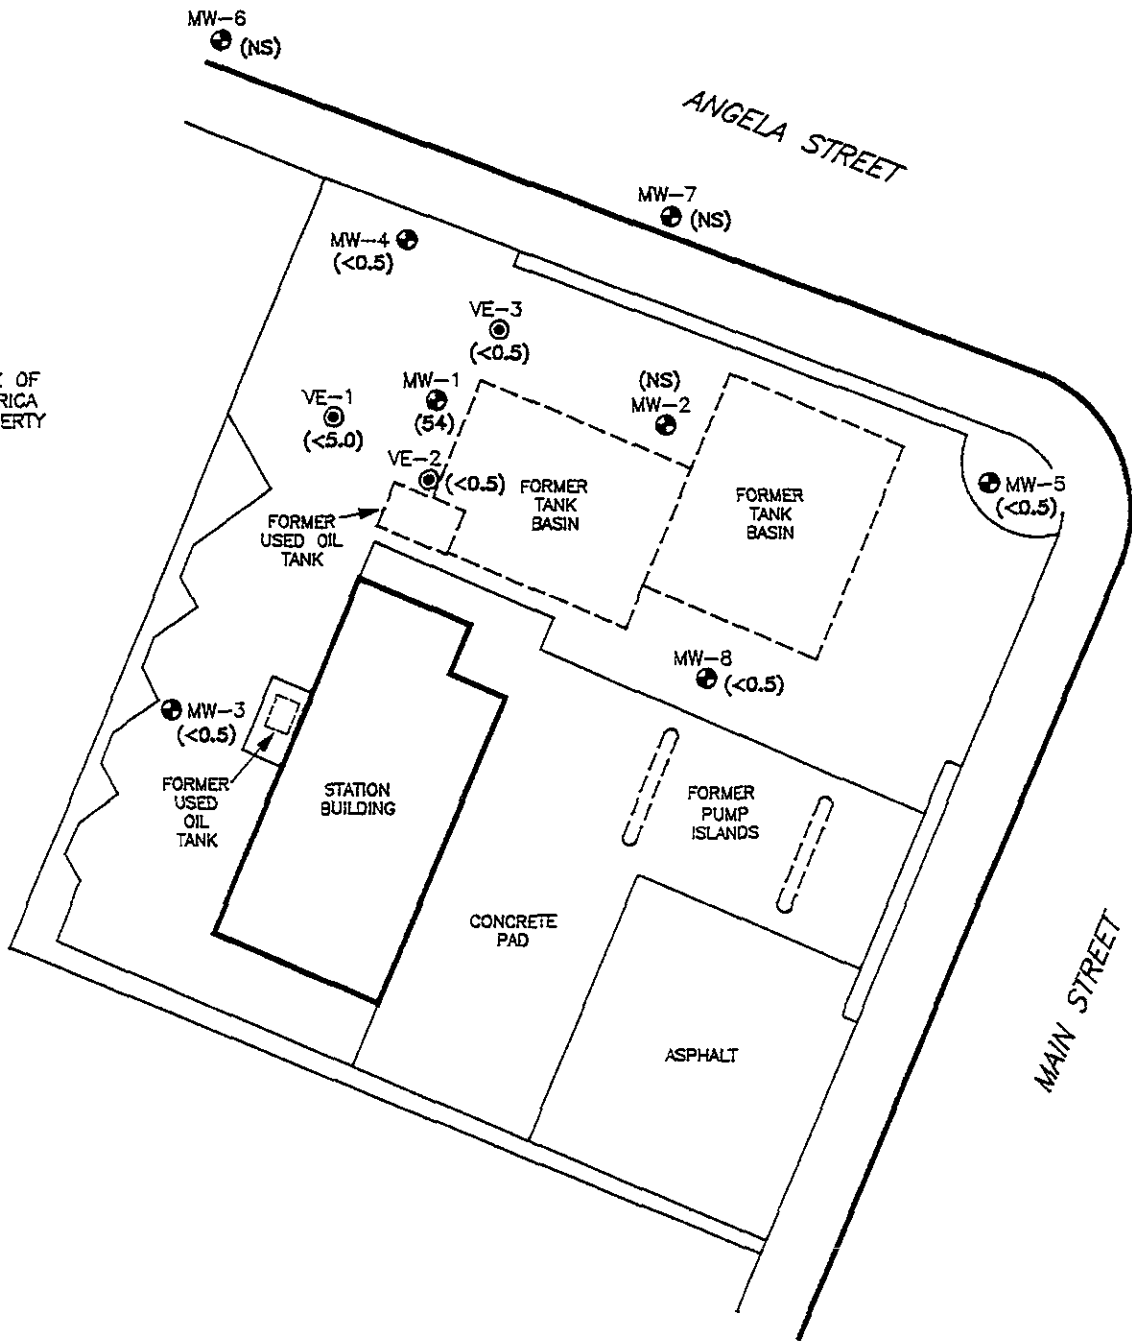 MW-6
(NS)
ANGELA STREET
MW-7
(NS)
MW-4
(<0.5)
VE-3
(<0.5)
OF
RICA
ERTY
VE-1
(<5.0)
MW-1
(54)
(NS)
MW-2
VE-2
(<0.5)
FORMER
TANK
BASIN
FORMER
TANK
BASIN
MW-5
(<0.5)
FORMER
USED OIL
TANK
MW-8
(<0.5)
MW-3
(<0.5)
FORMER
USED
OIL
TANK
STATION
BUILDING
FORMER
PUMP
ISLANDS
CONCRETE
PAD
ASPHALT
MAIN STREET